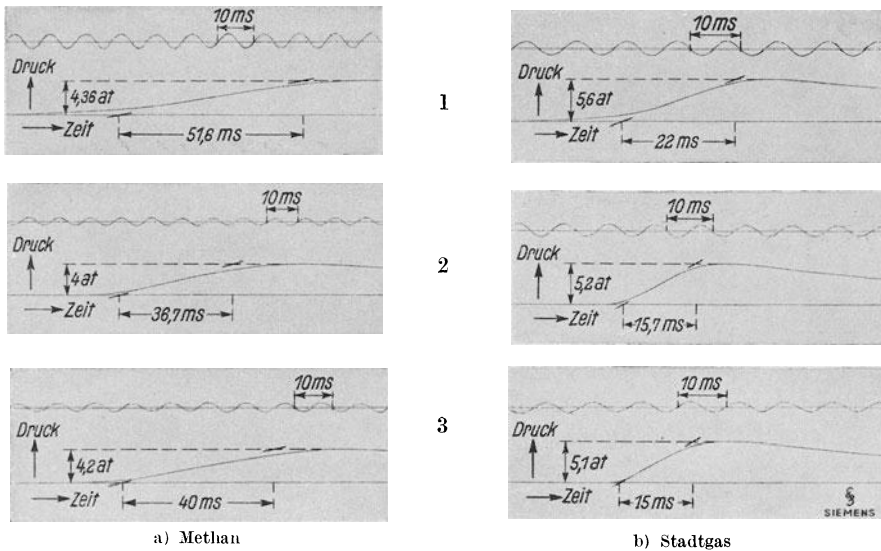 10 ms
Druck
4,36 at
Zeit
51,6 ms
10 ms
Druck
5,6 at
Zeit
22 ms
1
10 ms
Druck
4 at
Zeit
36,7 ms
10 ms
Druck
5,2 at
Zeit
15,7 ms
2
10 ms
Druck
4,2 at
Zeit
40 ms
10 ms
Druck
5,1 at
Zeit
15 ms
3
SIEMENS
a) Methan
b) Stadtgas